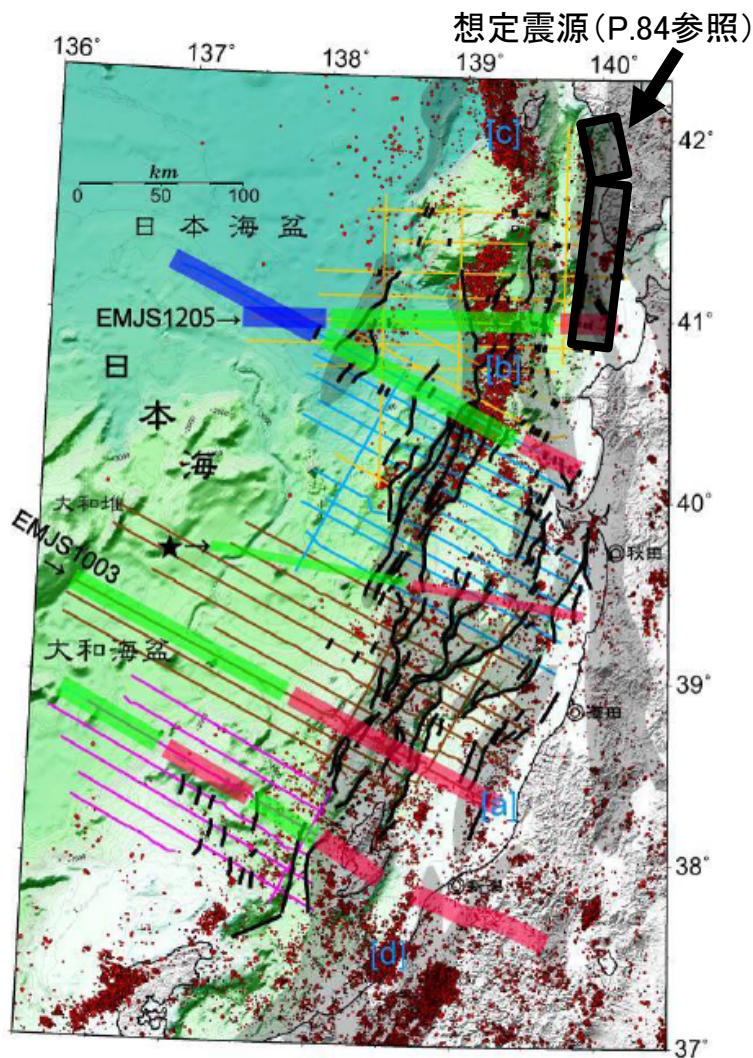 想定震源(P.84参照)
136°
137°
138°
139°
140°
42°
[c]
km
0 50 100
日本海盆
EMJS1205→
41°
[b]
日
本
海
40°
大和堆
★→
秋田
EMJS1003
→
大和海盆
39°
酒田
[a]
38°
新潟
[d]
37°